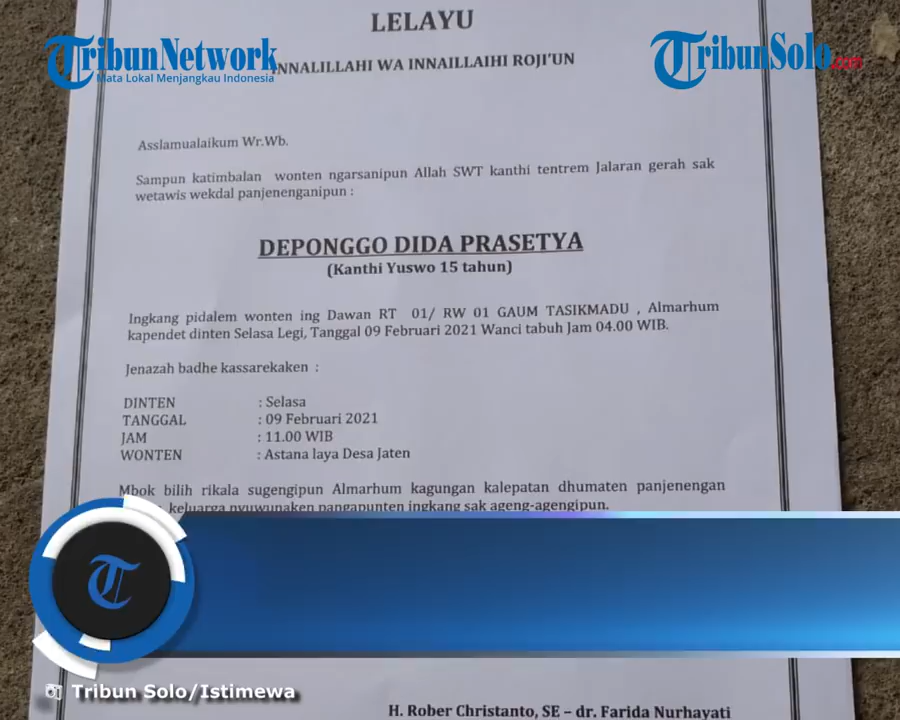 LELAYU
TribunNetwork
Mata Lokal Menjangkau Indonesia
TribunSolo.com
INNALILLAHI WA INNAILLAIHI ROJI'UN
Asslamualaikum Wr.Wb.
Sampun katimbalan wonten ngarsanipun Allah SWT kanthi tentrem Jalaran gerah sak
wetawis wekdal panjenenganipun :
DEPONGGO DIDA PRASETYA
(Kanthi Yuswo 15 tahun)
Ingkang pidalem wonten ing Dawan RT 01/ RW 01 GAUM TASIKMADU , Almarhum
kapendet dinten Selasa Legi, Tanggal 09 Februari 2021 Wanci tabuh Jam 04.00 WIB.
Jenazah badhe kassarekaken :
DINTEN : Selasa
TANGGAL : 09 Februari 2021
JAM : 11.00 WIB
WONTEN : Astana laya Desa Jaten
Mbok bilih rikala sugengipun Almarhum kagungan kalepatan dhumaten panjenengan
keluarga nyuwunaken pangapunten ingkang sak ageng-agengipun.
T
Tribun Solo/Istimewa
H. Rober Christanto, SE – dr. Farida Nurhayati